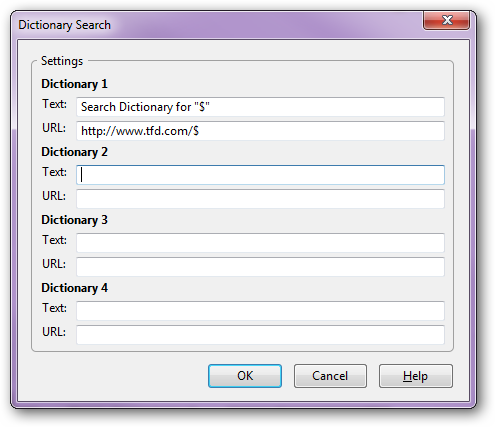 Dictionary Search
Settings
Dictionary 1
Text: Search Dictionary for "$"
URL: http://www.tfd.com/$
Dictionary 2
Text:
URL:
Dictionary 3
Text:
URL:
Dictionary 4
Text:
URL:
OK Cancel Help